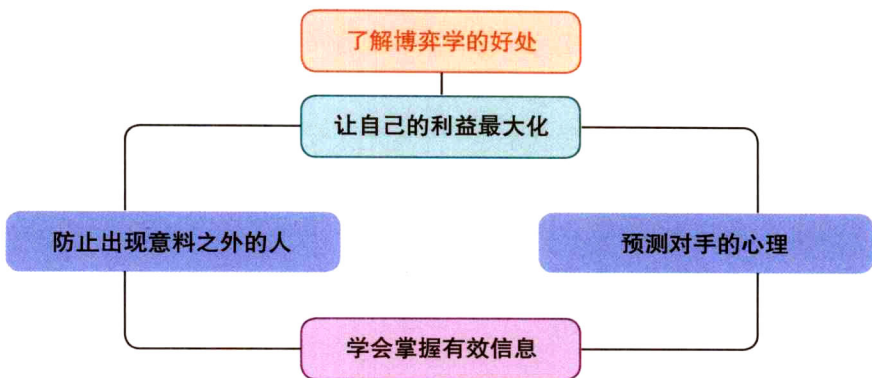 了解博弈学的好处
让自己的利益最大化
防止出现意料之外的人
预测对手的心理
学会掌握有效信息